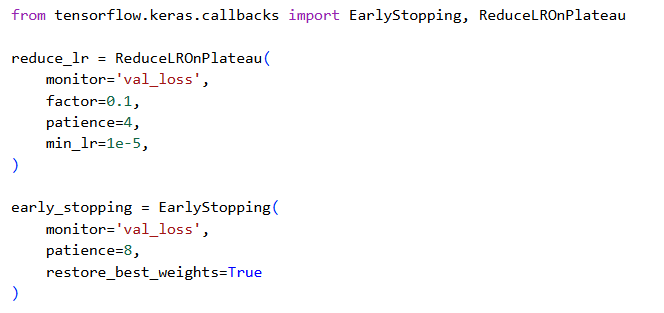 from tensorflow.keras.callbacks import EarlyStopping, ReduceLROnPlateau

reduce_lr = ReduceLROnPlateau(
    monitor='val_loss',
    factor=0.1,
    patience=4,
    min_lr=1e-5,
)

early_stopping = EarlyStopping(
    monitor='val_loss',
    patience=8,
    restore_best_weights=True
)